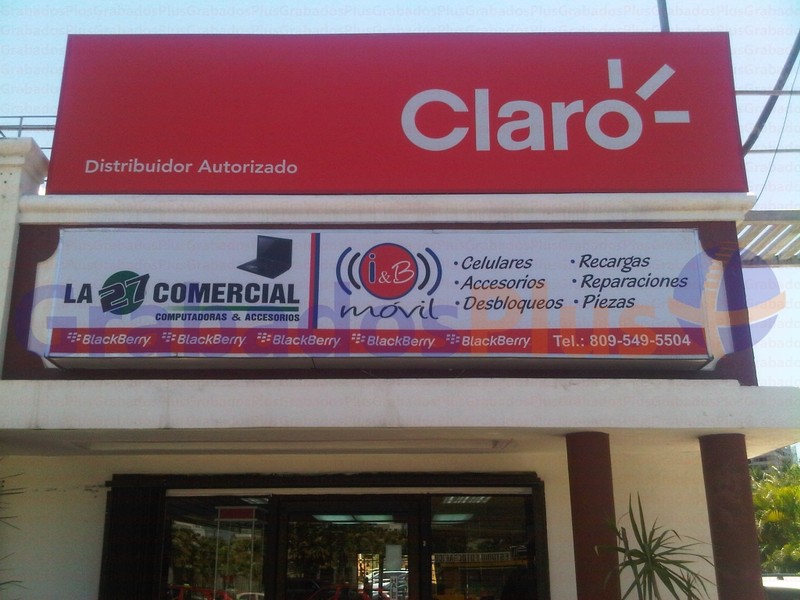 Claro
Distribuidor Autorizado
LA 27 COMERCIAL
COMPUTADORAS & ACCESORIOS
i&B
móvil
· Celulares
· Accesorios
· Desbloqueos
· Recargas
· Reparaciones
· Piezas
BlackBerry BlackBerry BlackBerry BlackBerry BlackBerry Tel.: 809-549-5504
GrabadosPlus